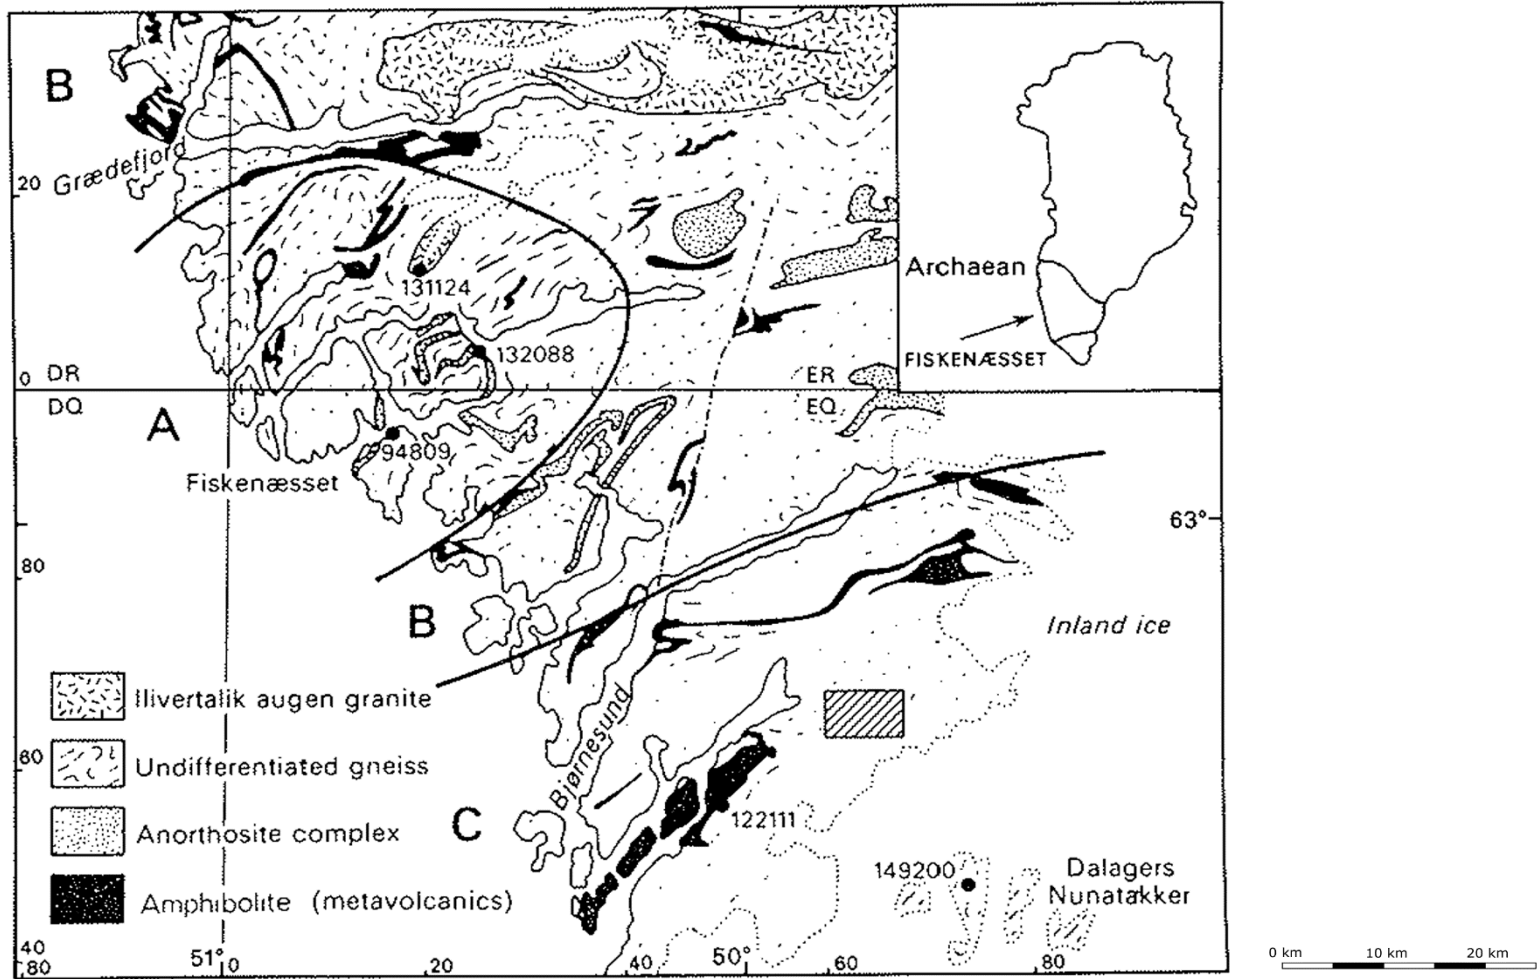 B
Grædefjord
20
131124
Archaean
FISKENÆSSET
132088
0
DR
ER
DQ
EQ
A
94809
Fiskenæsset
63°
80
B
Inland ice
Illivertalik augen granite
Undifferentiated gneiss
60
Bjørnesund
Anorthosite complex
C
122111
Amphibolite (metavolcanics)
149200
Dalagers
Nunatakker
40
80
51°
0
20
40
50°
60
80
0 km
10 km
20 km